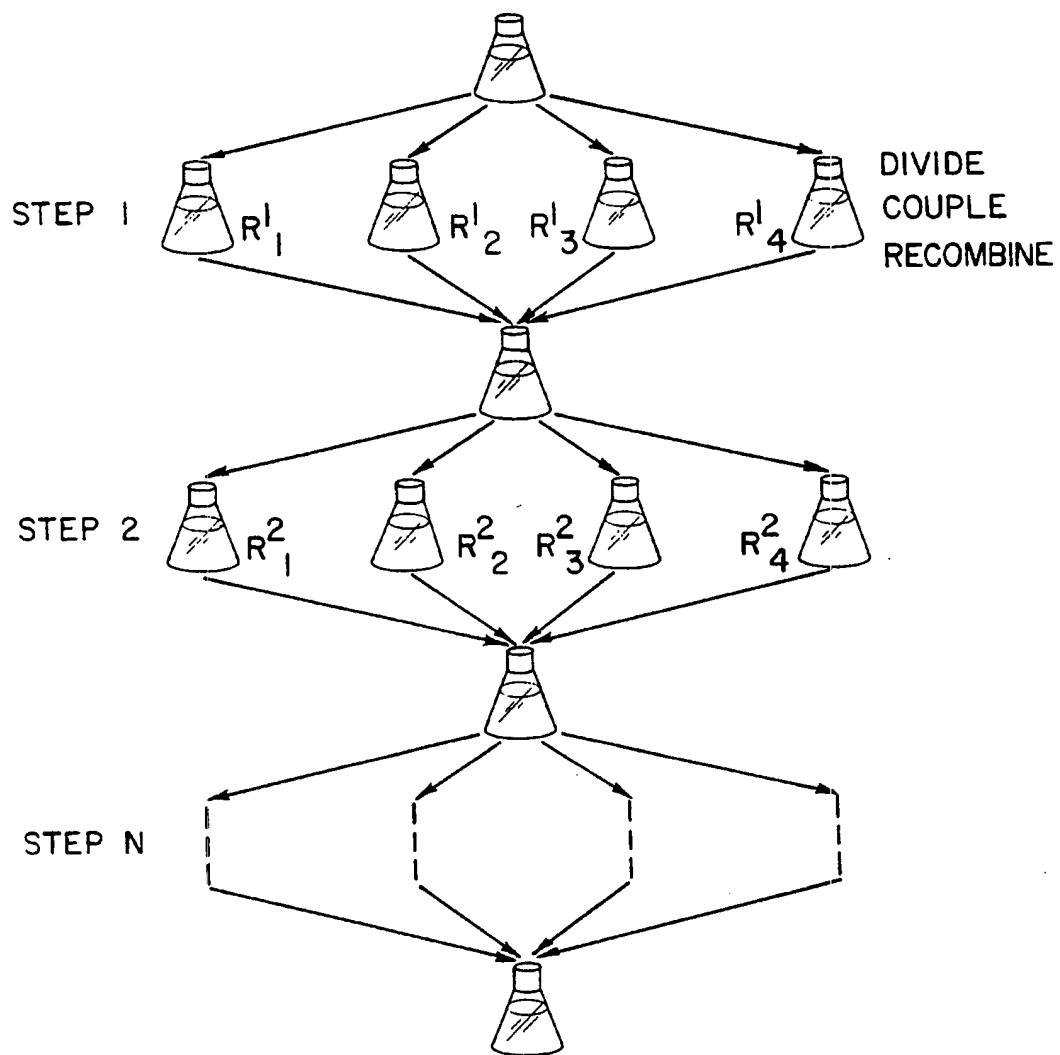 DIVIDE
STEP 1 R¹₁ R¹₂ R¹₃ R¹₄ COUPLE
RECOMBINE
STEP 2 R²₁ R²₂ R²₃ R²₄
STEP N